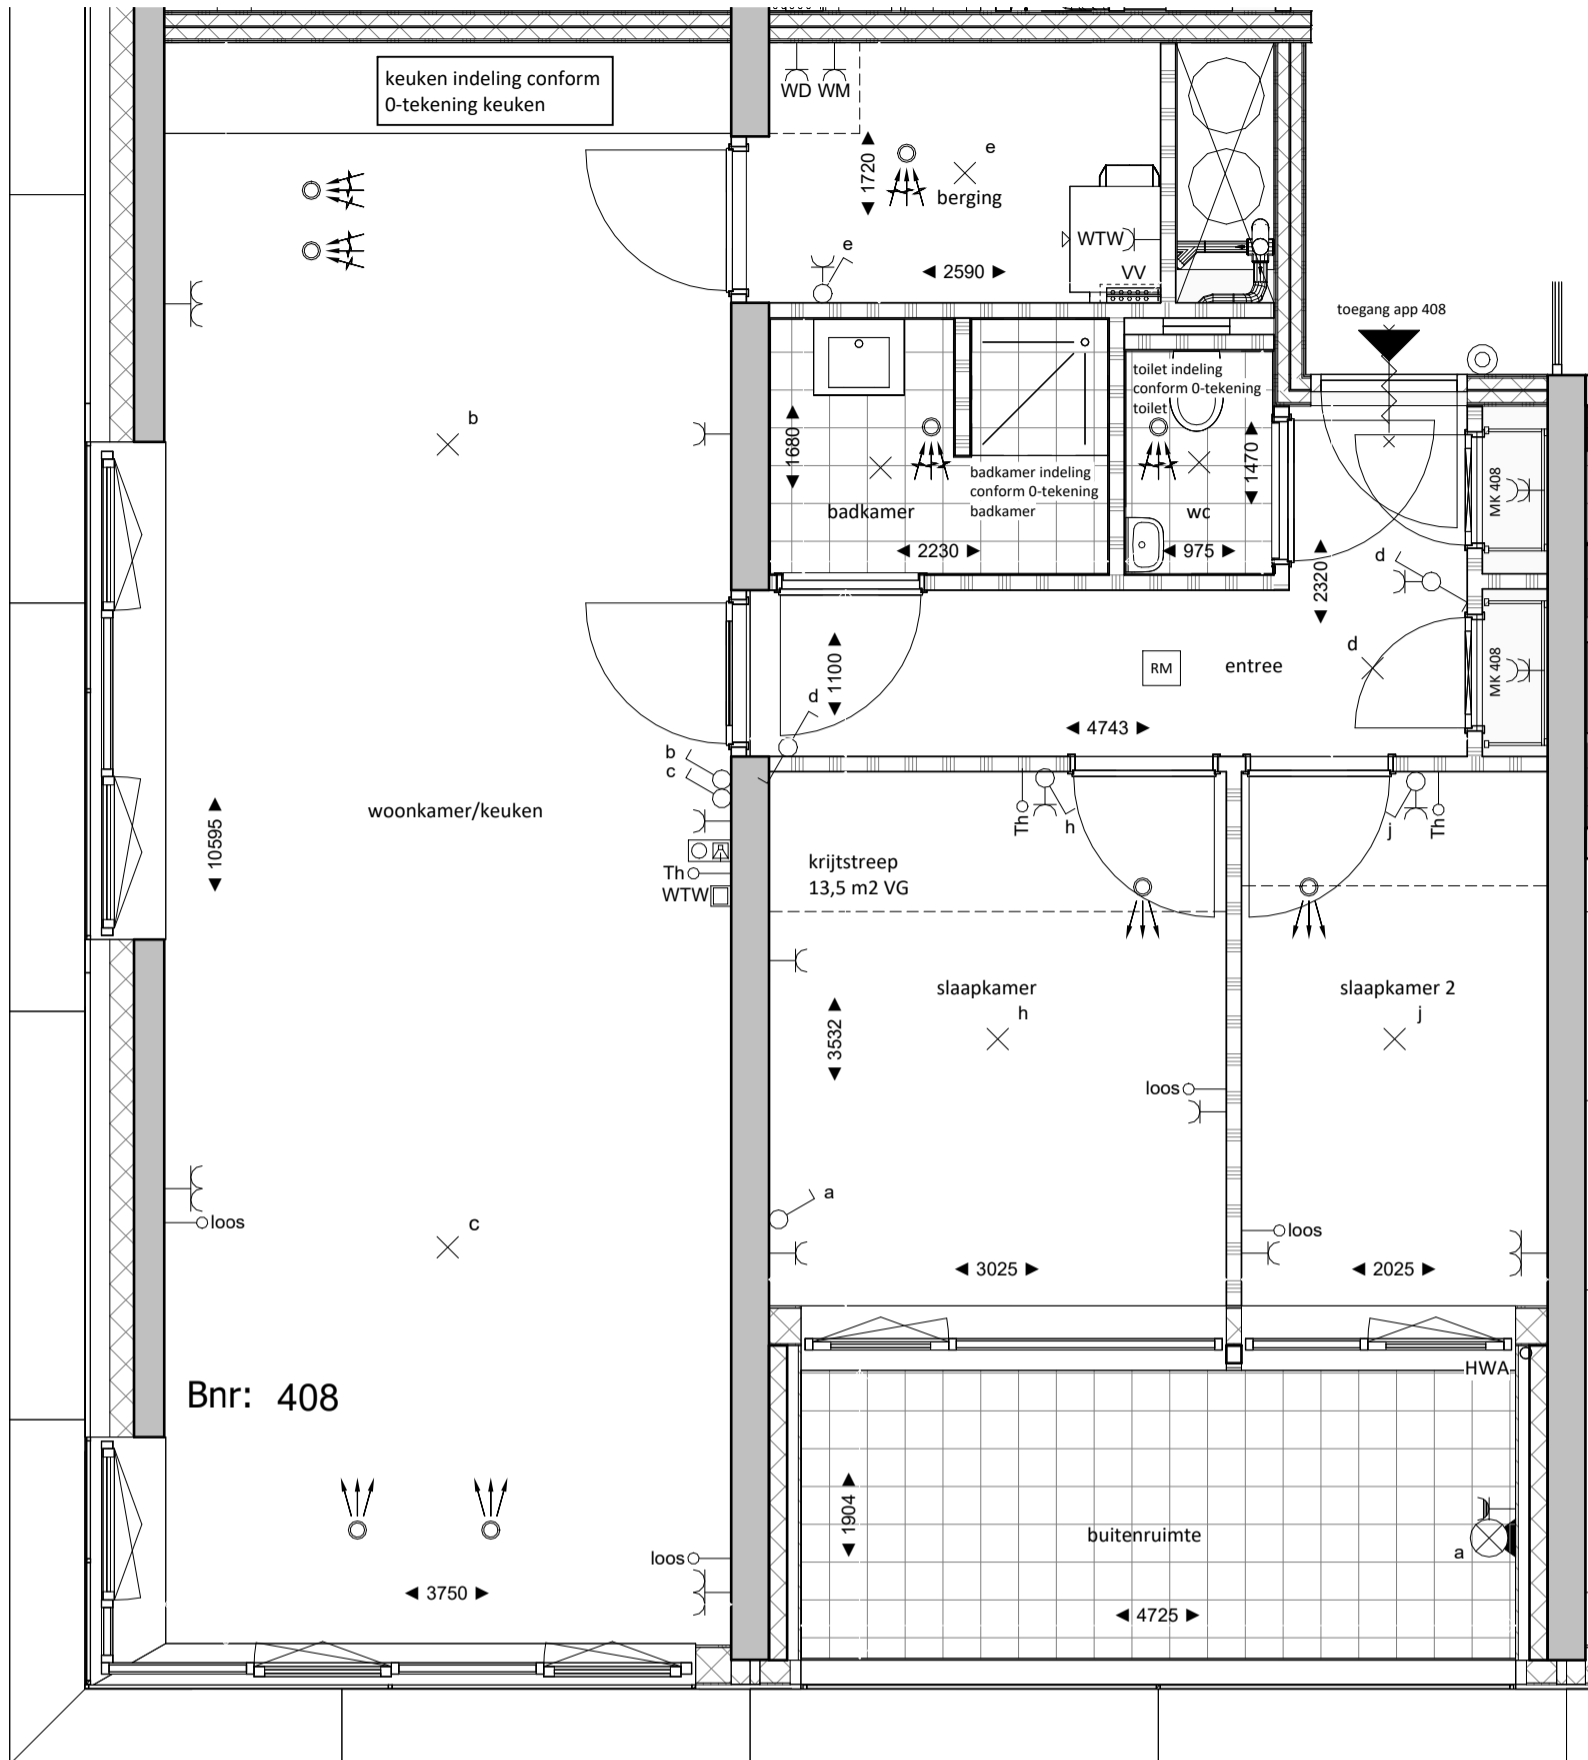 keuken indeling conform
0-tekening keuken
WD WM
e
1720
berging
WTW
e
2590
VV
toegang app 408
b
toilet indeling
conform 0-tekening
toilet
1680
1470
badkamer indeling
conform 0-tekening
badkamer
badkamer
wc
MK 408
2230
975
d
2320
1100
RM
entree
d
MK 408
d
4743
b
c
woonkamer/keuken
10595
Th
h
j
Th
krijtstreep
13,5 m2 VG
Th
WTW
slaapkamer
h
slaapkamer 2
j
3532
loos
a
loos
c
loos
3025
2025
HWA
Bnr: 408
1904
buitenruimte
a
loos
3750
4725